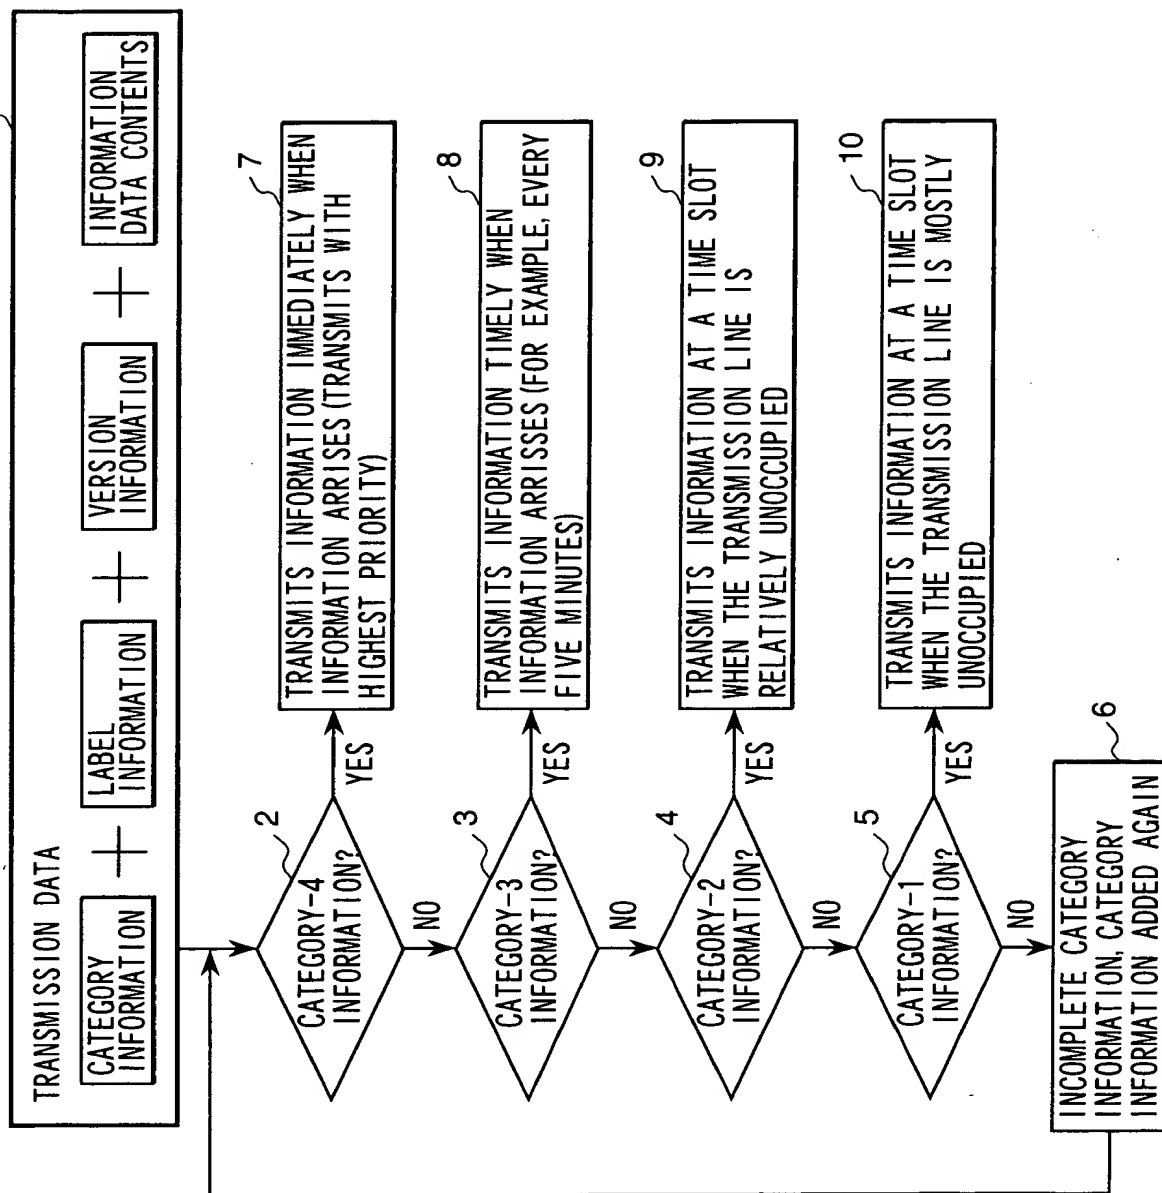 TRANSMISSION DATA
CATEGORY
INFORMATION
+
LABEL
INFORMATION
+
VERSION
INFORMATION
+
INFORMATION
DATA CONTENTS
2
CATEGORY-4
INFORMATION?
YES
NO
7
TRANSMITS INFORMATION IMMEDIATELY WHEN
INFORMATION ARRISES (TRANSMITS WITH
HIGHEST PRIORITY)
3
CATEGORY-3
INFORMATION?
YES
NO
8
TRANSMITS INFORMATION TIMELY WHEN
INFORMATION ARRISSES (FOR EXAMPLE, EVERY
FIVE MINUTES)
4
CATEGORY-2
INFORMATION?
YES
NO
9
TRANSMITS INFORMATION AT A TIME SLOT
WHEN THE TRANSMISSION LINE IS
RELATIVELY UNOCCUPIED
5
CATEGORY-1
INFORMATION?
YES
NO
10
TRANSMITS INFORMATION AT A TIME SLOT
WHEN THE TRANSMISSION LINE IS MOSTLY
UNOCCUPIED
6
INCOMPLETE CATEGORY
INFORMATION, CATEGORY
INFORMATION ADDED AGAIN